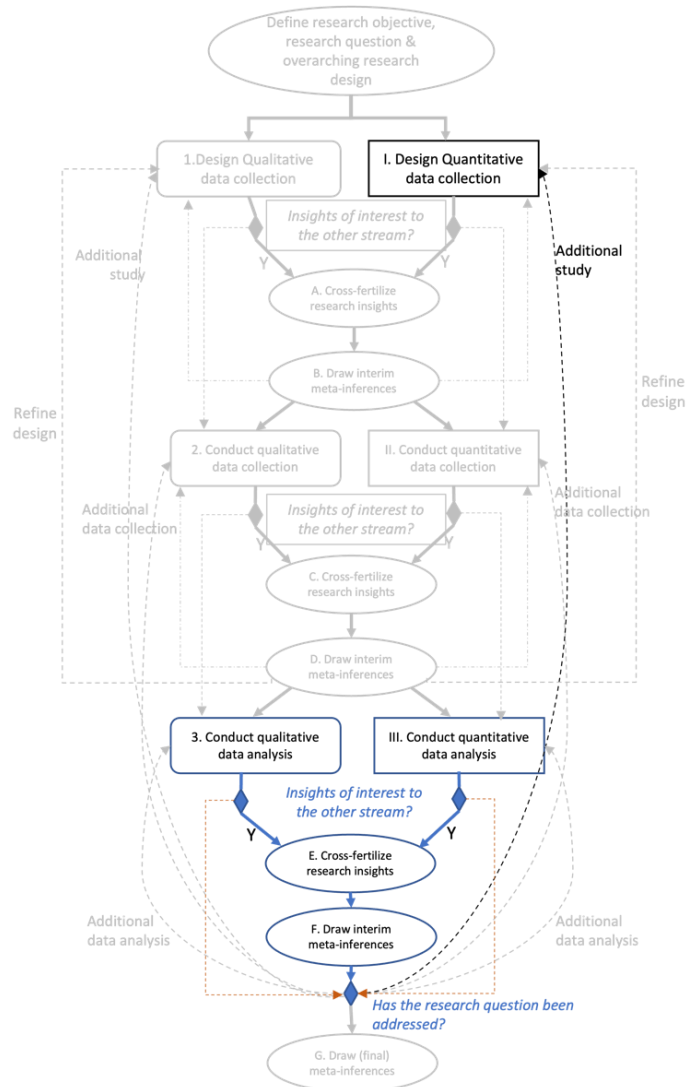 Define research objective,
research question &
overarching research
design
1.Design Qualitative
data collection
I. Design Quantitative
data collection
Insights of interest to
the other stream?
Y
Y
Additional
study
Additional
study
A. Cross-fertilize
research insights
B. Draw interim
meta-inferences
Refine
design
Refine
design
2. Conduct qualitative
data collection
II. Conduct quantitative
data collection
Additional
data collection
Insights of interest to
the other stream?
Additional
data collection
Y
Y
C. Cross-fertilize
research insights
D. Draw interim
meta-inferences
3. Conduct qualitative
data analysis
III. Conduct quantitative
data analysis
Insights of interest to
the other stream?
Y
Y
E. Cross-fertilize
research insights
F. Draw interim
meta-inferences
Additional
data analysis
Additional
data analysis
Has the research question been
addressed?
G. Draw (final)
meta-inferences